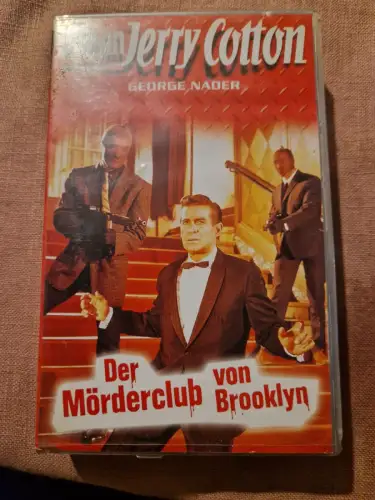 Jerry Cotton
GEORGE NADER
Der
Mörderclub von
Brooklyn